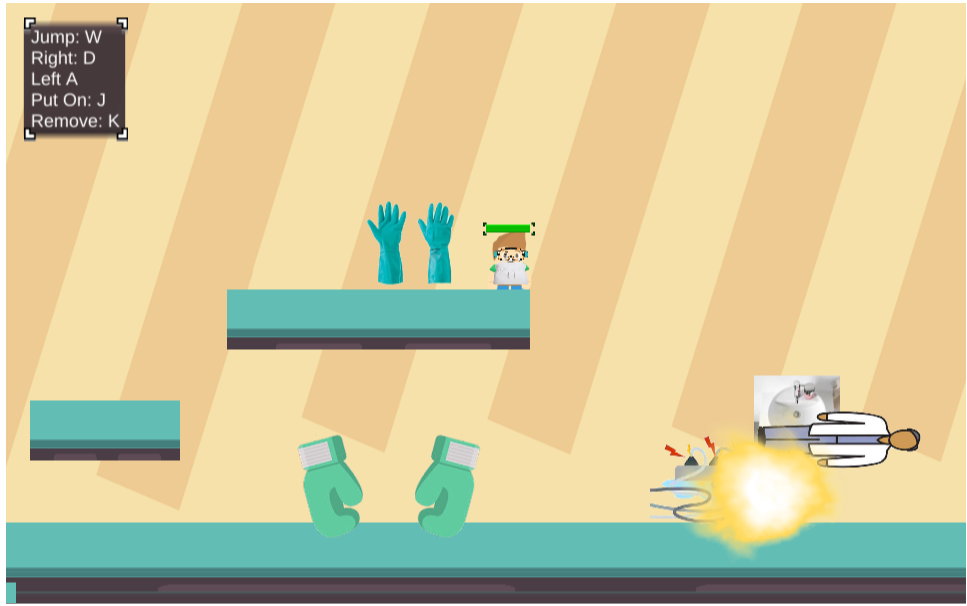 Jump: W
Right: D
Left A
Put On: J
Remove: K